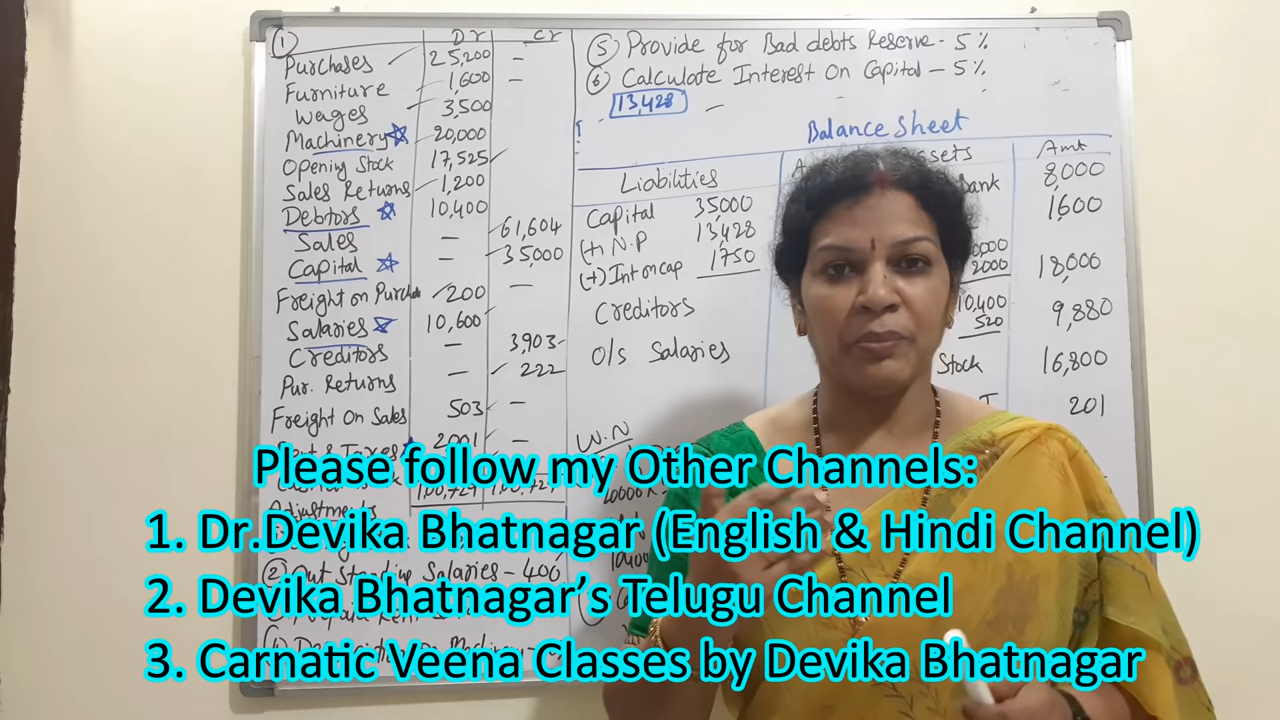 ①
Dr Cr
Purchases 25,200 —
Furniture 1,600 —
Wages 3,500
Machinery 20,000
Opening Stock 17,525
Sales Returns 1,200
Debtors 10,400
Sales — 61,604
Capital — 35,000
Freight on 200 —
Salaries 10,600
Creditors — 3,903
Pur. Returns — 222
Freight On Sales 503 —
2001 —
Adjustments
② Out Standing Salaries - 400
⑤ Provide for Bad debts Reserve - 5%
⑥ Calculate Interest On Capital - 5%
13,428 —
Balance Sheet
Liabilities
Capital 35000
(+) N.P 13428
(+) Int on cap 1750
Creditors
O/s Salaries
W.N
Assets Amt
Bank 8,000
1600
2000 18,000
10,400
520 9,880
Stock 16,800
201
Please follow my Other Channels:
1. Dr.Devika Bhatnagar (English & Hindi Channel)
2. Devika Bhatnagar’s Telugu Channel
3. Carnatic Veena Classes by Devika Bhatnagar